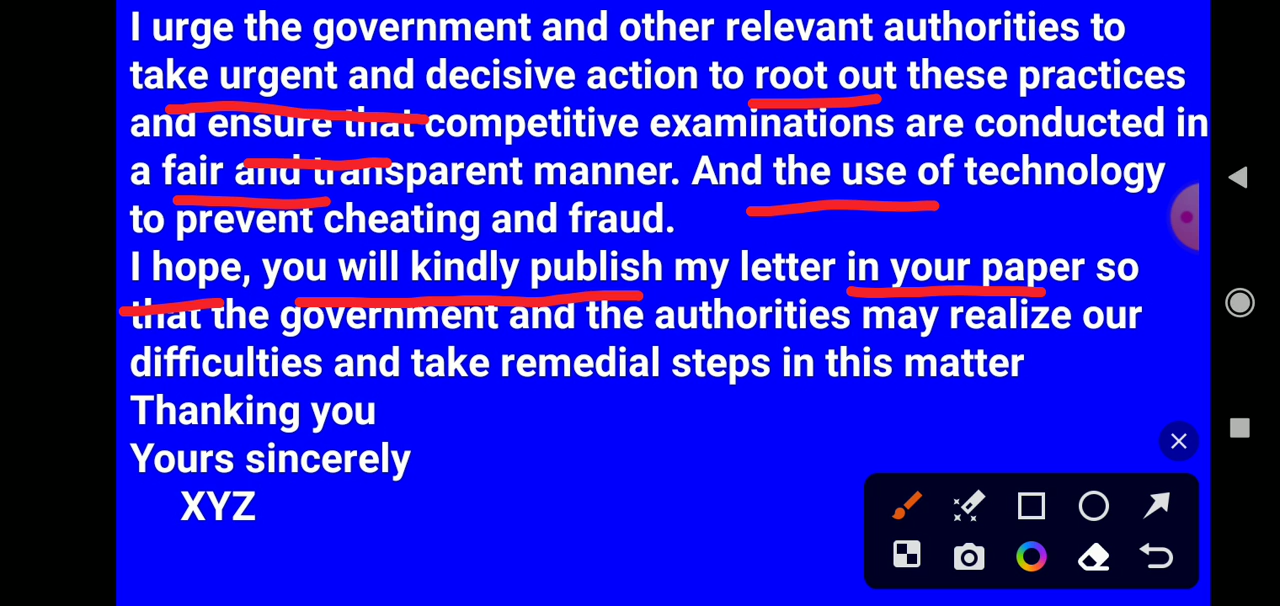 I urge the government and other relevant authorities to
take urgent and decisive action to root out these practices
and ensure that competitive examinations are conducted in
a fair and transparent manner. And the use of technology
to prevent cheating and fraud.
I hope, you will kindly publish my letter in your paper so
that the government and the authorities may realize our
difficulties and take remedial steps in this matter
Thanking you
Yours sincerely
XYZ